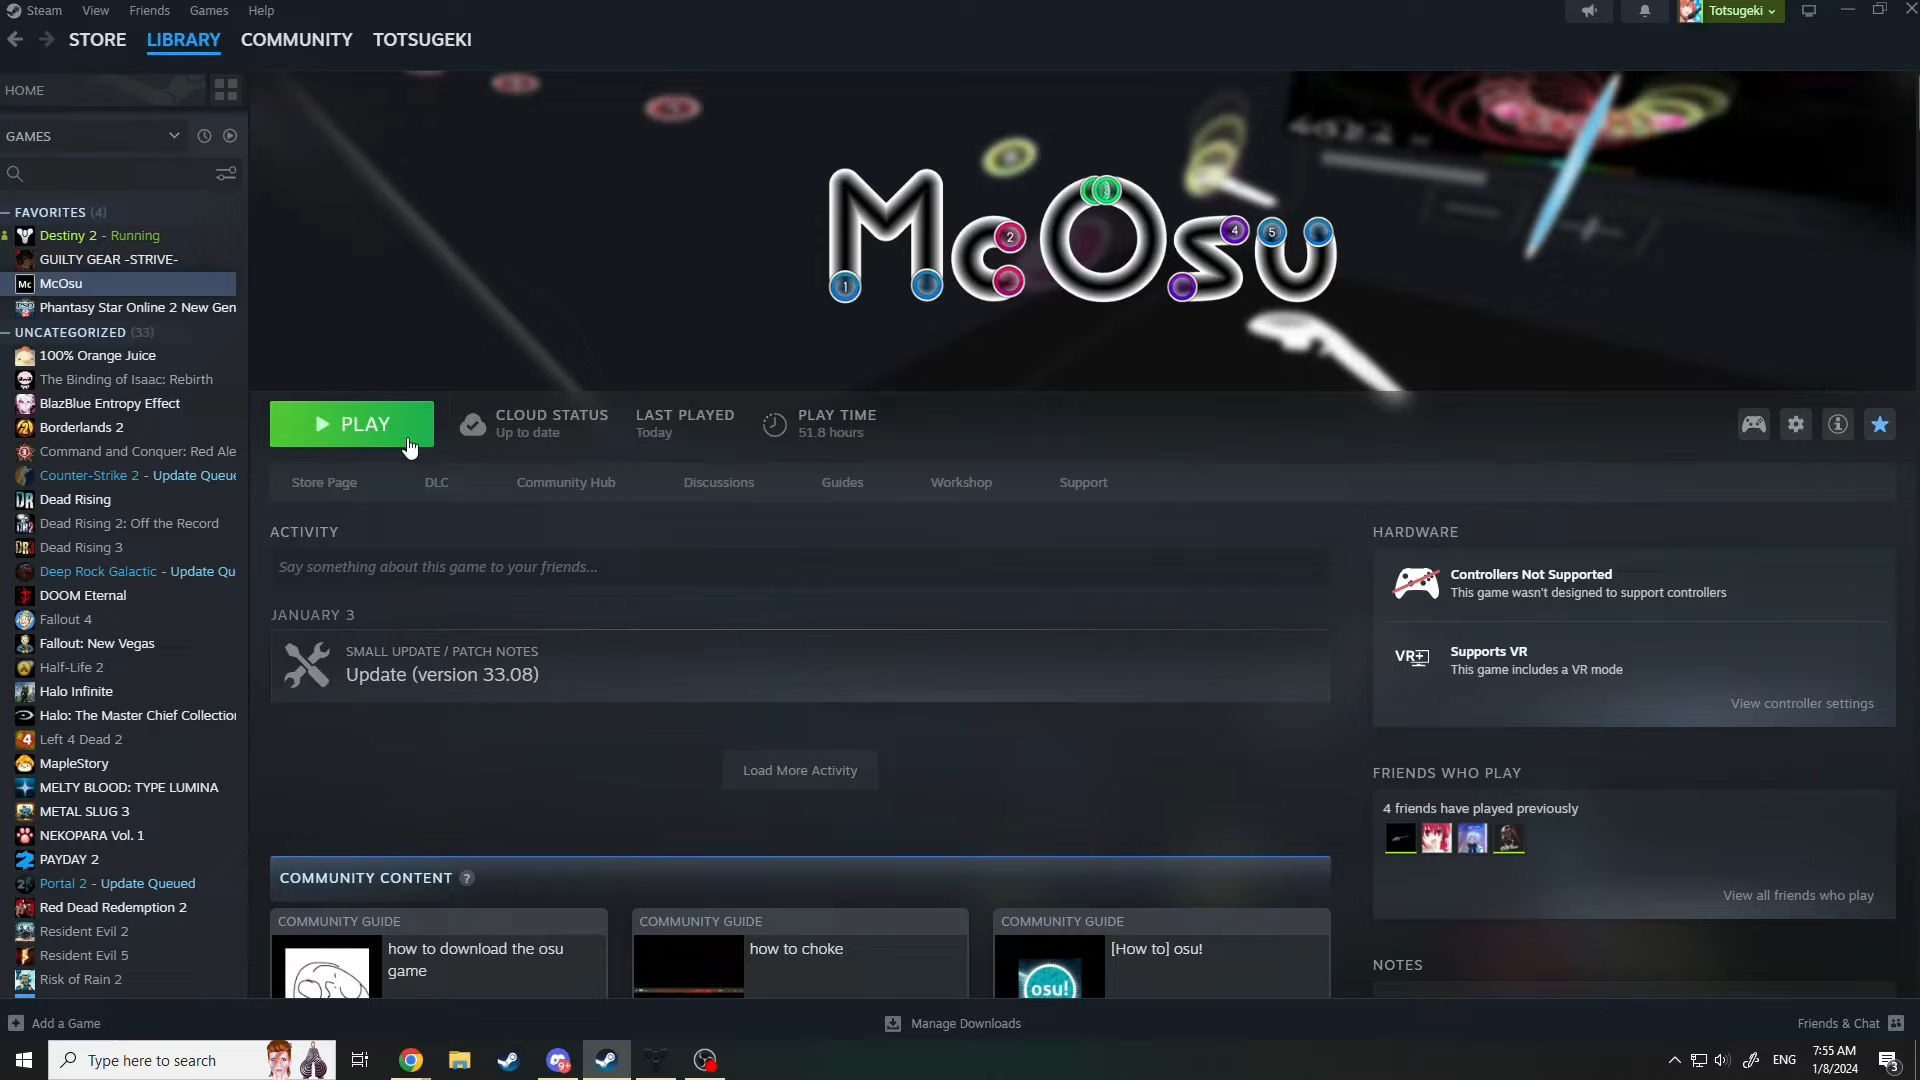 Steam View Friends Games Help
Totsugeki
STORE LIBRARY COMMUNITY TOTSUGEKI
HOME
GAMES
FAVORITES (4)
Destiny 2 - Running
GUILTY GEAR -STRIVE-
Mc McOsu
Phantasy Star Online 2 New Gen
UNCATEGORIZED (33)
100% Orange Juice
The Binding of Isaac: Rebirth
BlazBlue Entropy Effect
Borderlands 2
Command and Conquer: Red Ale
Counter-Strike 2 - Update Queue
DR Dead Rising
Dead Rising 2: Off the Record
DR3 Dead Rising 3
Deep Rock Galactic - Update Qu
DOOM Eternal
Fallout 4
Fallout: New Vegas
Half-Life 2
Halo Infinite
Halo: The Master Chief Collection
Left 4 Dead 2
MapleStory
MELTY BLOOD: TYPE LUMINA
METAL SLUG 3
NEKOPARA Vol. 1
PAYDAY 2
Portal 2 - Update Queued
Red Dead Redemption 2
Resident Evil 2
Resident Evil 5
Risk of Rain 2
McOsu
1 2 3 4 5
PLAY
CLOUD STATUS
Up to date
LAST PLAYED
Today
PLAY TIME
51.8 hours
Store Page DLC Community Hub Discussions Guides Workshop Support
ACTIVITY
Say something about this game to your friends...
JANUARY 3
SMALL UPDATE / PATCH NOTES
Update (version 33.08)
Load More Activity
COMMUNITY CONTENT ?
COMMUNITY GUIDE
how to download the osu
game
COMMUNITY GUIDE
how to choke
COMMUNITY GUIDE
[How to] osu!
osu!
HARDWARE
Controllers Not Supported
This game wasn't designed to support controllers
VR
Supports VR
This game includes a VR mode
View controller settings
FRIENDS WHO PLAY
4 friends have played previously
View all friends who play
NOTES
Add a Game
Manage Downloads
Friends & Chat
Type here to search
9+
ENG
7:55 AM
1/8/2024
3